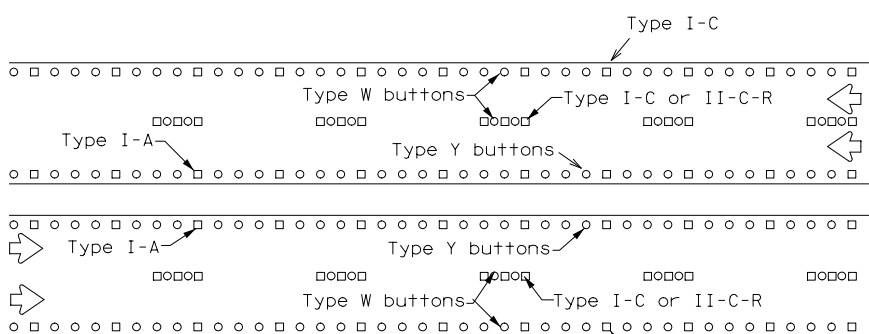 Type I-C
Type W buttons
Type I-C or II-C-R
Type I-A
Type Y buttons
Type I-A
Type Y buttons
Type W buttons
Type I-C or II-C-R